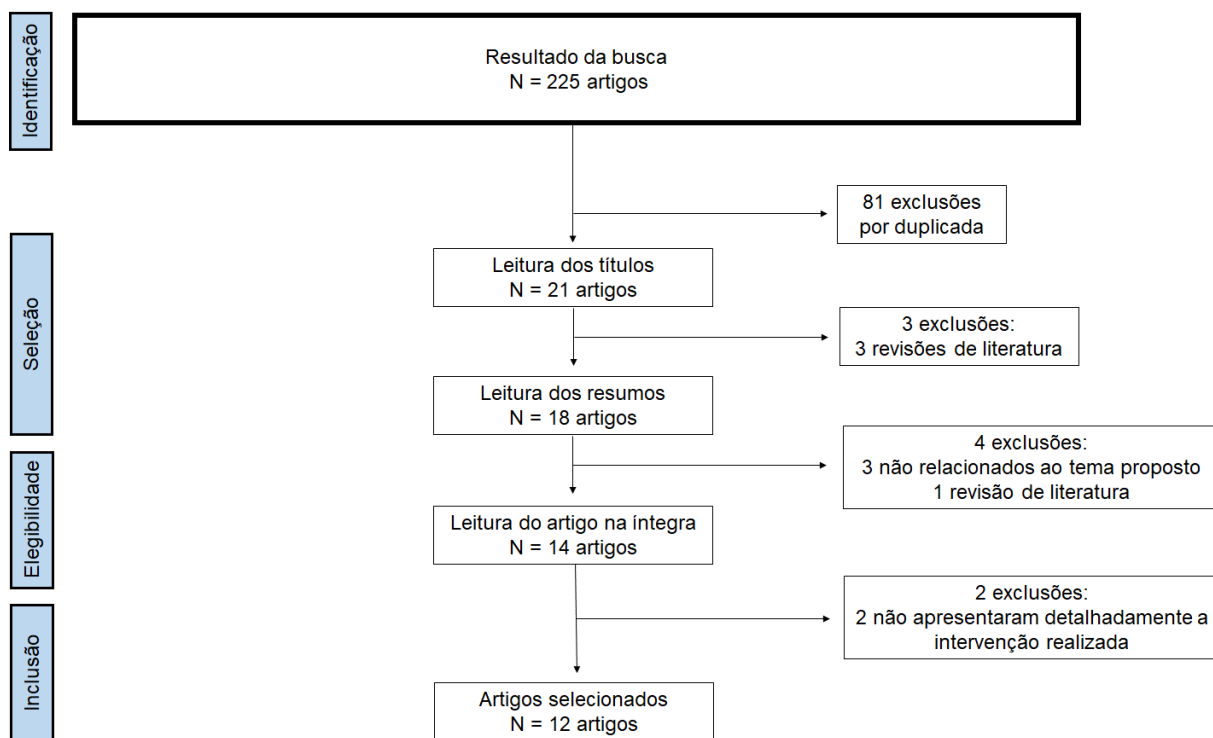 Identificação
Resultado da busca
N = 225 artigos
81 exclusões
por duplicada
Seleção
Leitura dos títulos
N = 21 artigos
3 exclusões:
3 revisões de literatura
Leitura dos resumos
N = 18 artigos
4 exclusões:
3 não relacionados ao tema proposto
1 revisão de literatura
Elegibilidade
Leitura do artigo na íntegra
N = 14 artigos
2 exclusões:
2 não apresentaram detalhadamente a
intervenção realizada
Inclusão
Artigos selecionados
N = 12 artigos